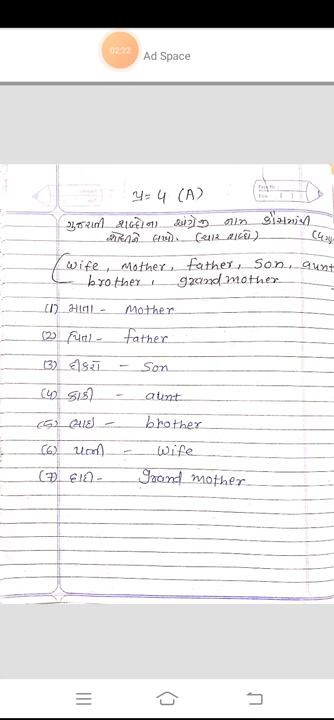 02:22
Ad Space
પ્ર = 4 (A)
ગુજરાતી શબ્દોના અંગ્રેજી નામ કૌંસમાંથી
શોધીને લખો. (ચાર શબ્દો)
(wife, Mother, father, Son, aunt
brother, grand mother
(1) માતા - Mother
(2) પિતા - father
(3) દીકરો - Son
(4) કાકી - aunt
(5) ભાઈ - brother
(6) પત્ની - wife
(7) દાદી - grand mother